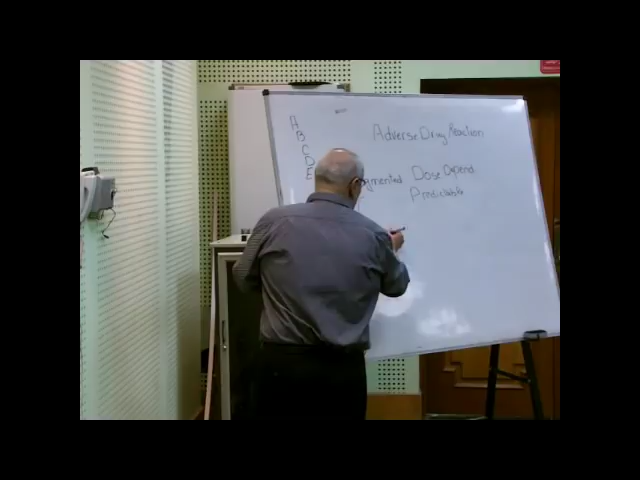 A
B
C
D
E
Adverse Drug Reaction
gmented Dose Depend
Predictable